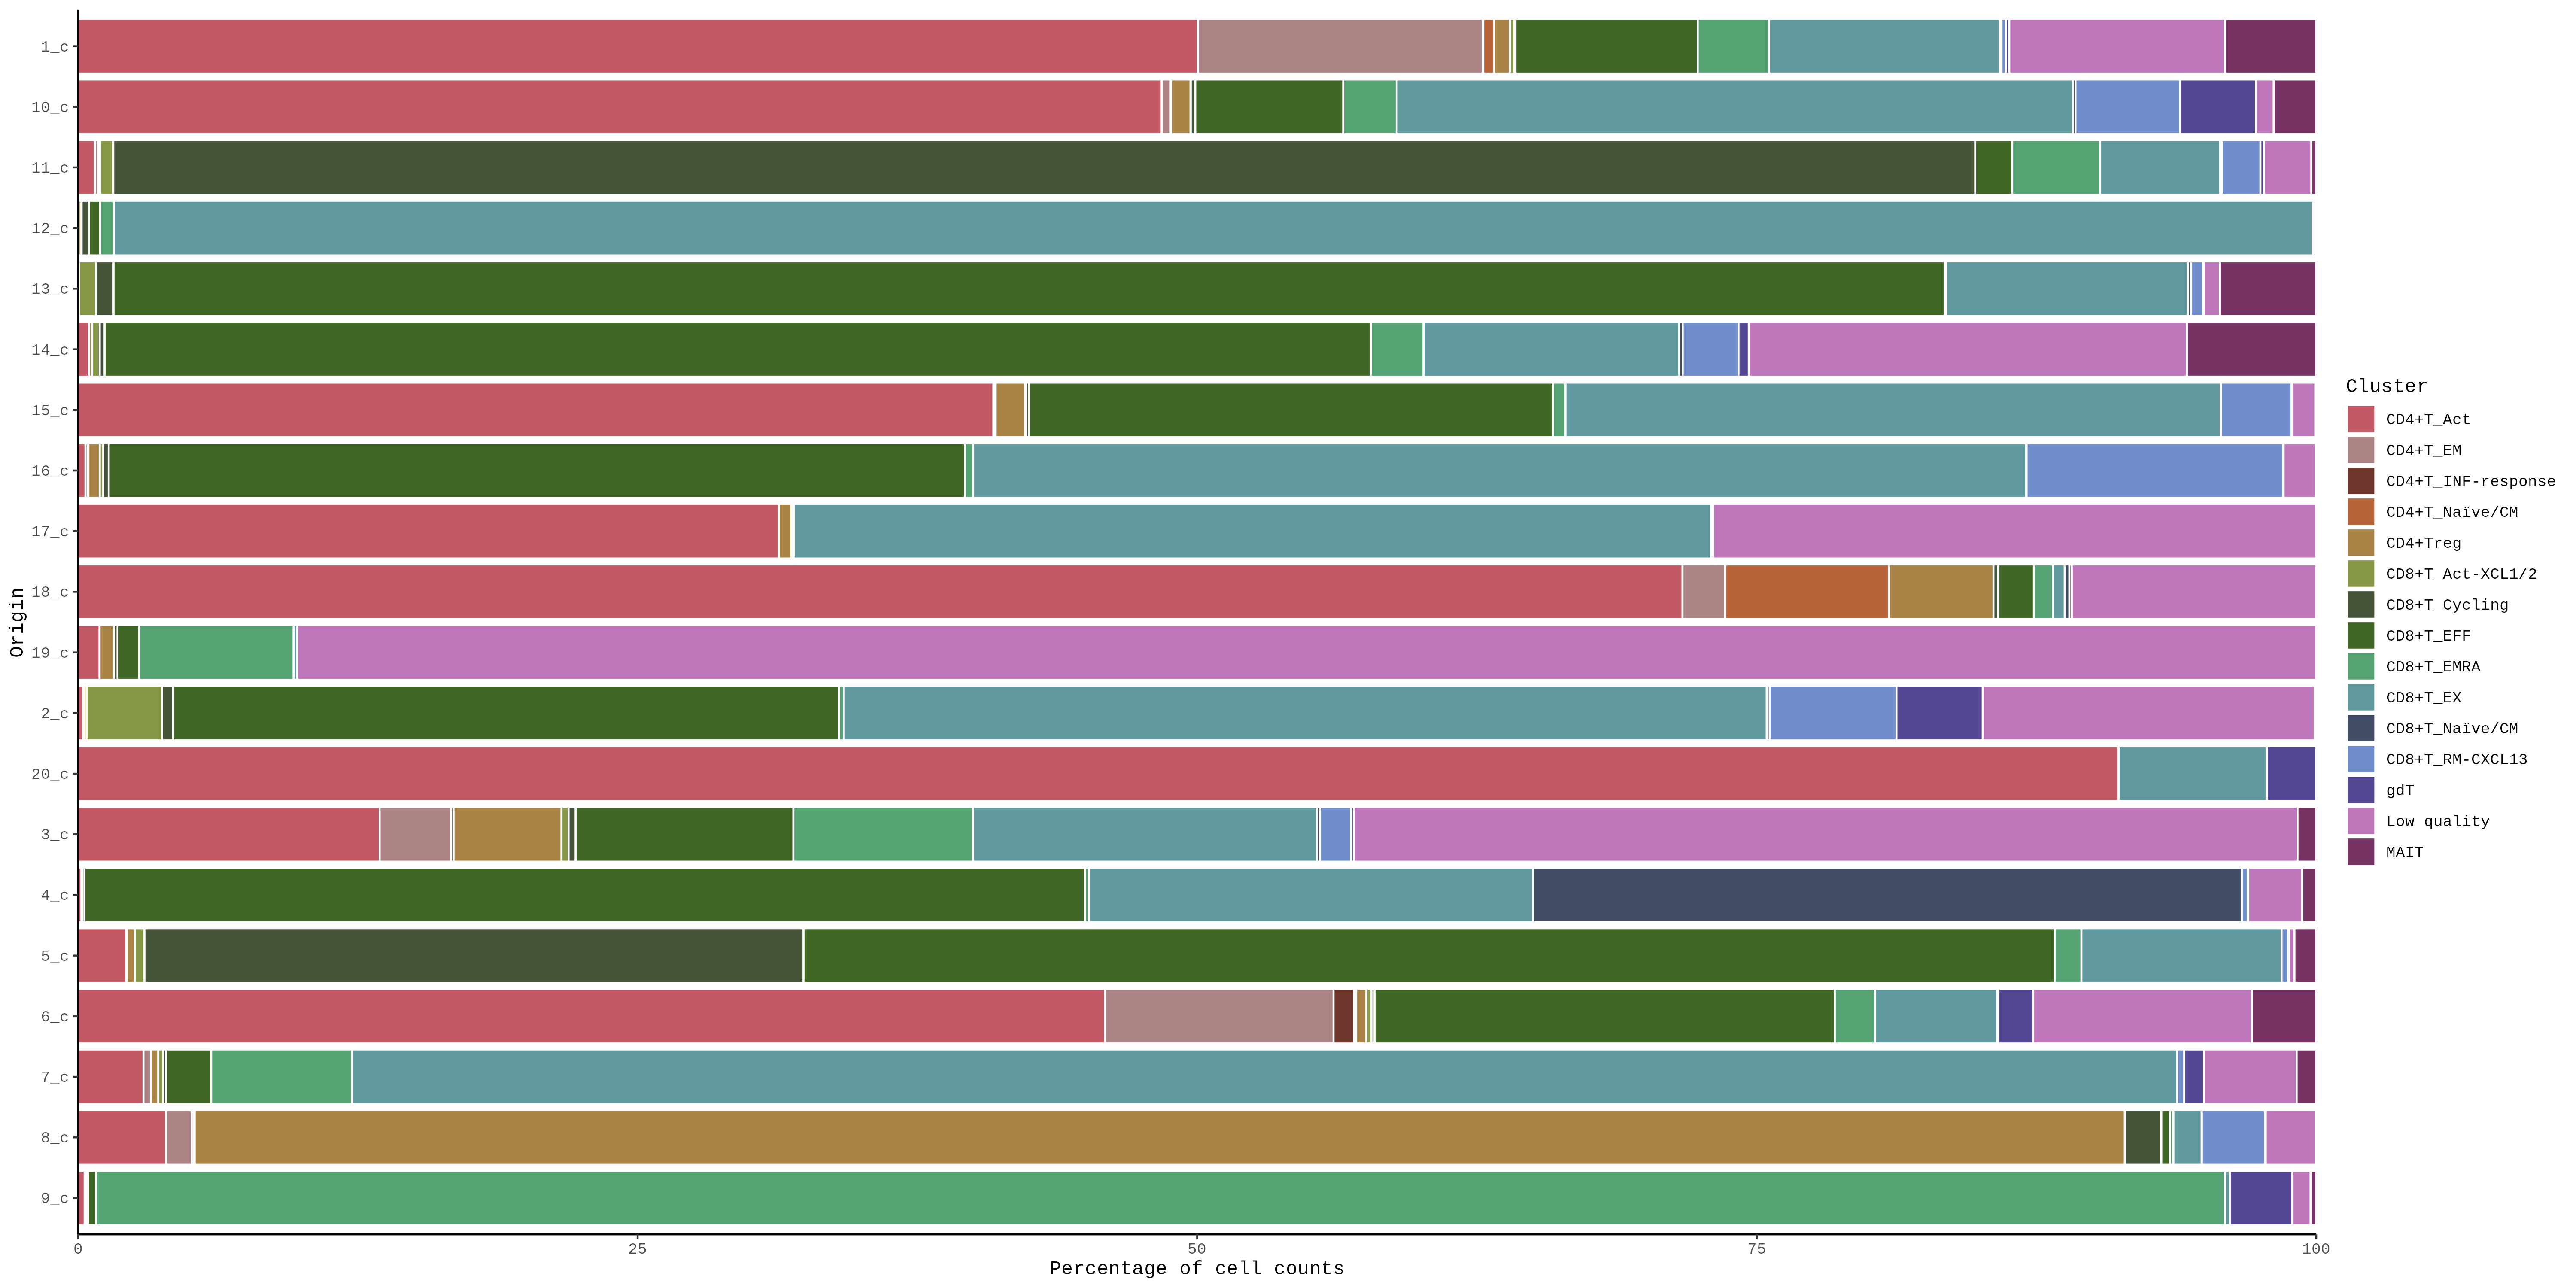 Origin
1_c
10_c
11_c
12_c
13_c
14_c
15_c
16_c
17_c
18_c
19_c
2_c
20_c
3_c
4_c
5_c
6_c
7_c
8_c
9_c
0
25
50
75
100
Percentage of cell counts
Cluster
CD4+T_Act
CD4+T_EM
CD4+T_INF-response
CD4+T_Naïve/CM
CD4+Treg
CD8+T_Act-XCL1/2
CD8+T_Cycling
CD8+T_EFF
CD8+T_EMRA
CD8+T_EX
CD8+T_Naïve/CM
CD8+T_RM-CXCL13
gdT
Low quality
MAIT